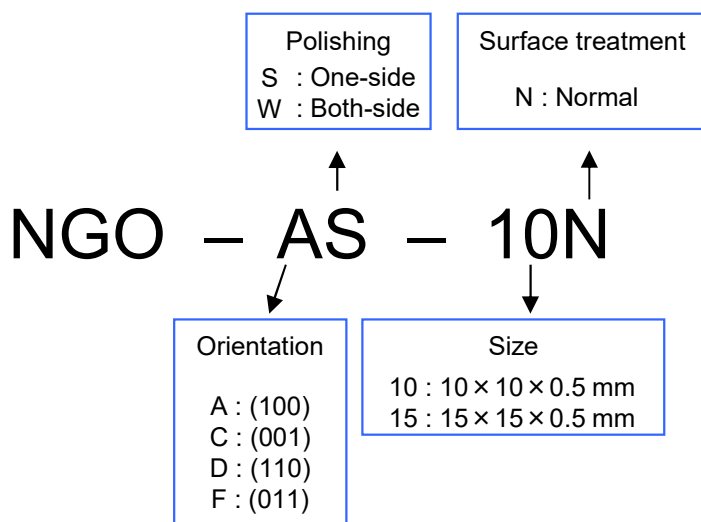 Polishing
S : One-side
W : Both-side
Surface treatment
N : Normal
NGO – AS – 10N
Orientation
A : (100)
C : (001)
D : (110)
F : (011)
Size
10 : 10×10×0.5 mm
15 : 15×15×0.5 mm